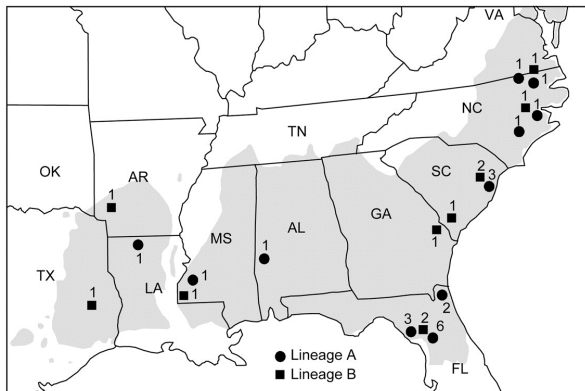 VA
1 1
1
NC
1 1
1
TN
OK
AR
SC
2
3
1
1
MS
AL
GA
1
1
TX
1
LA
1
1
1
1
2
3 2 6
FL
● Lineage A
■ Lineage B